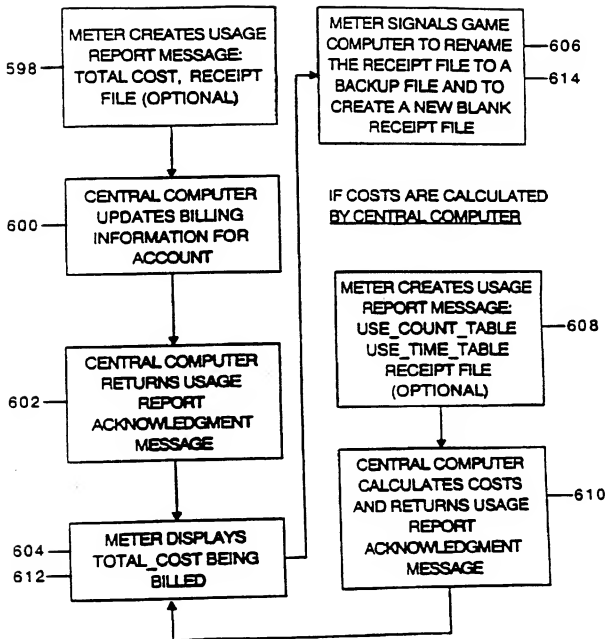 METER CREATES USAGE
REPORT MESSAGE:
TOTAL COST, RECEIPT
FILE (OPTIONAL)
598
CENTRAL COMPUTER
UPDATES BILLING
INFORMATION FOR
ACCOUNT
600
CENTRAL COMPUTER
RETURNS USAGE
REPORT
ACKNOWLEDGMENT
MESSAGE
602
METER DISPLAYS
TOTAL_COST BEING
BILLED
604
612
METER SIGNALS GAME
COMPUTER TO RENAME
THE RECEIPT FILE TO A
BACKUP FILE AND TO
CREATE A NEW BLANK
RECEIPT FILE
606
614
IF COSTS ARE CALCULATED
BY CENTRAL COMPUTER
METER CREATES USAGE
REPORT MESSAGE:
USE_COUNT_TABLE
USE_TIME_TABLE
RECEIPT FILE
(OPTIONAL)
608
CENTRAL COMPUTER
CALCULATES COSTS
AND RETURNS USAGE
REPORT
ACKNOWLEDGMENT
MESSAGE
610